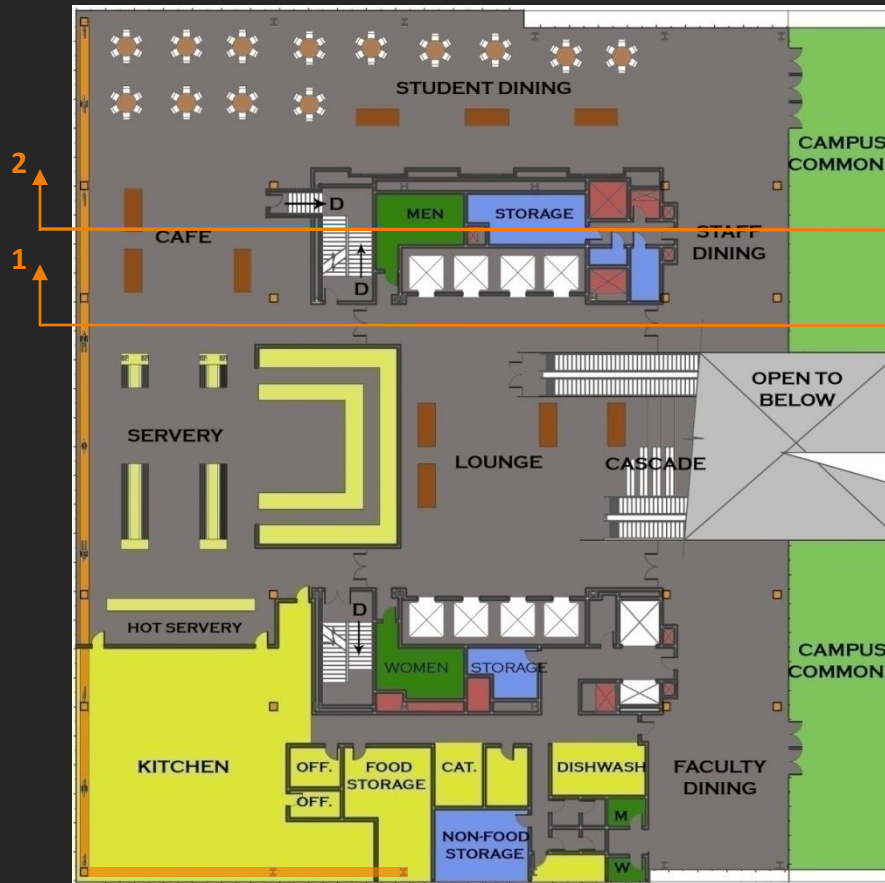 STUDENT DINING
CAMPUS
COMMON
2
D
MEN
STORAGE
CAFE
STAFF
DINING
1
D
OPEN TO
BELOW
SERVERY
LOUNGE
CASCADE
D
HOT SERVERY
WOMEN
STORAGE
CAMPUS
COMMON
KITCHEN
OFF.
FOOD
STORAGE
CAT.
DISHWASH
FACULTY
DINING
OFF.
M
NON-FOOD
STORAGE
W